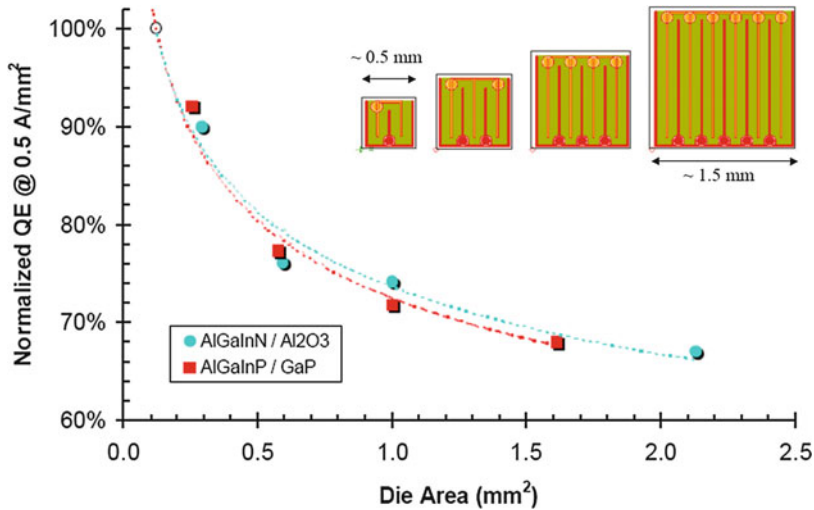 100%
90%
80%
70%
60%
Normalized QE @ 0.5 A/mm²
~ 0.5 mm
~ 1.5 mm
AlGaInN / Al2O3
AlGaInP / GaP
0.0
0.5
1.0
1.5
2.0
2.5
Die Area (mm²)